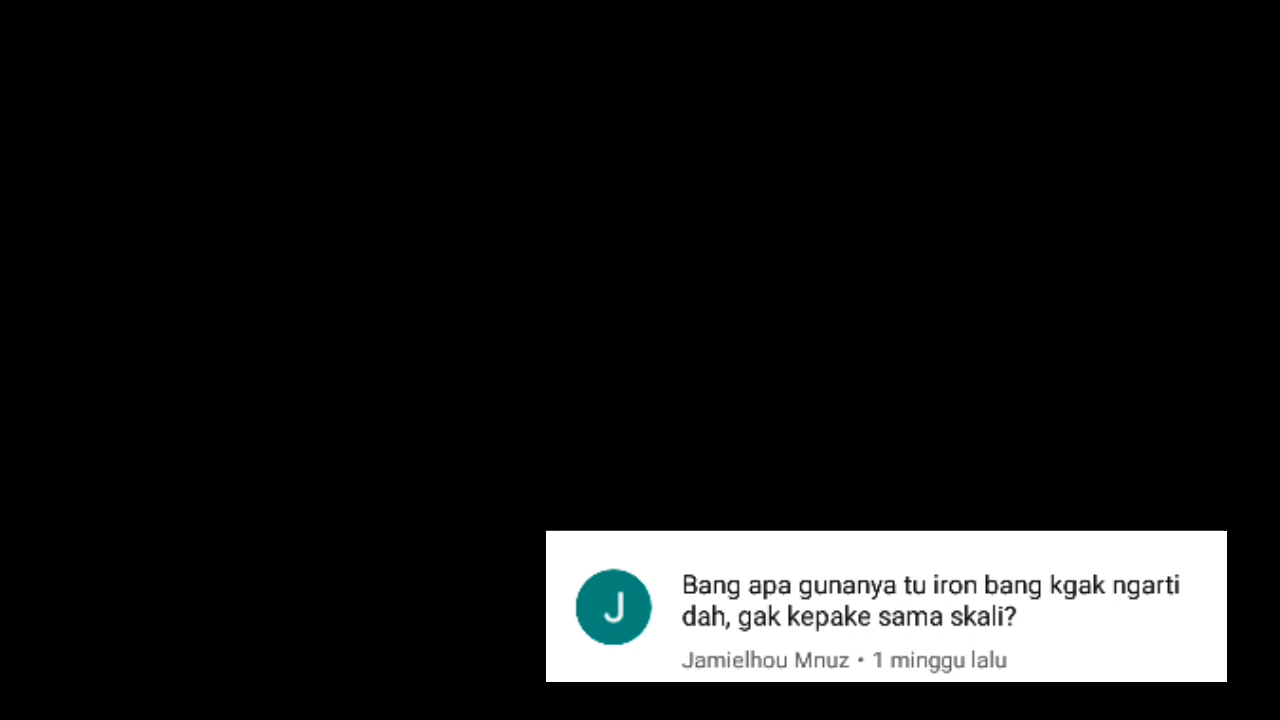 J
Bang apa gunanya tu iron bang kgak ngarti
dah, gak kepake sama skali?
Jamielhou Mnuz • 1 minggu lalu